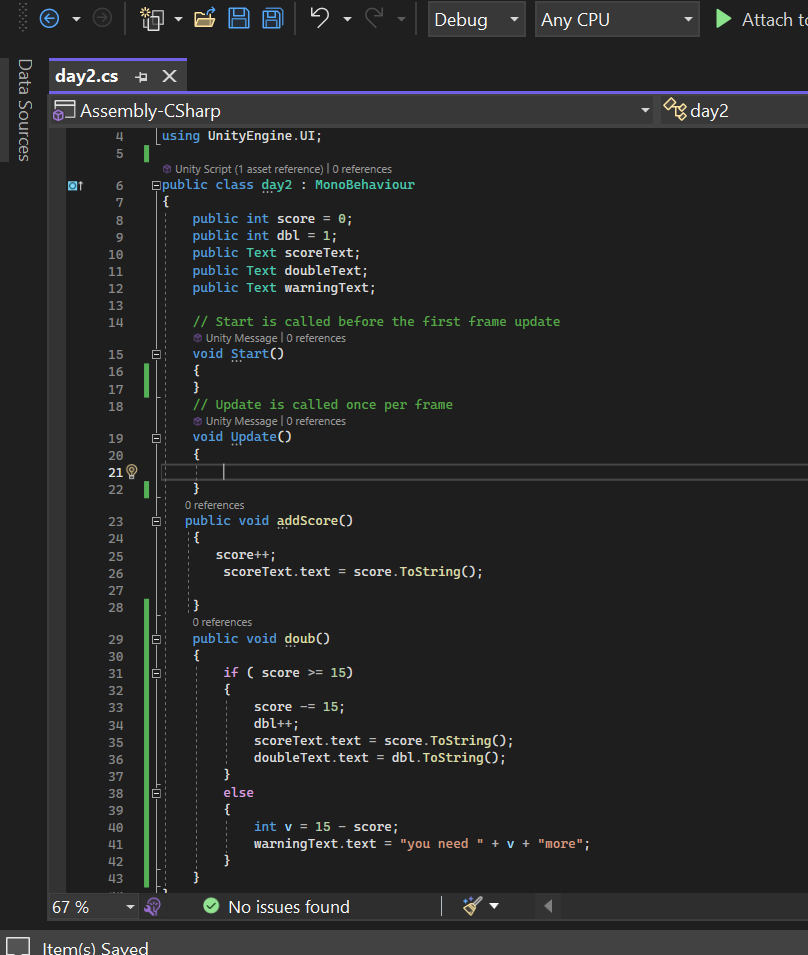 Debug
Any CPU
Attach to
Data Sources
day2.cs
Assembly-CSharp
day2
4 using UnityEngine.UI;
5
Unity Script (1 asset reference) | 0 references
6 public class day2 : MonoBehaviour
7 {
8 public int score = 0;
9 public int dbl = 1;
10 public Text scoreText;
11 public Text doubleText;
12 public Text warningText;
13
14 // Start is called before the first frame update
Unity Message | 0 references
15 void Start()
16 {
17 }
18 // Update is called once per frame
Unity Message | 0 references
19 void Update()
20 {
21
22 }
0 references
23 public void addScore()
24 {
25 score++;
26 scoreText.text = score.ToString();
27
28 }
0 references
29 public void doub()
30 {
31 if ( score >= 15)
32 {
33 score -= 15;
34 dbl++;
35 scoreText.text = score.ToString();
36 doubleText.text = dbl.ToString();
37 }
38 else
39 {
40 int v = 15 - score;
41 warningText.text = "you need " + v + "more";
42 }
43 }
67 %
No issues found
Item(s) Saved